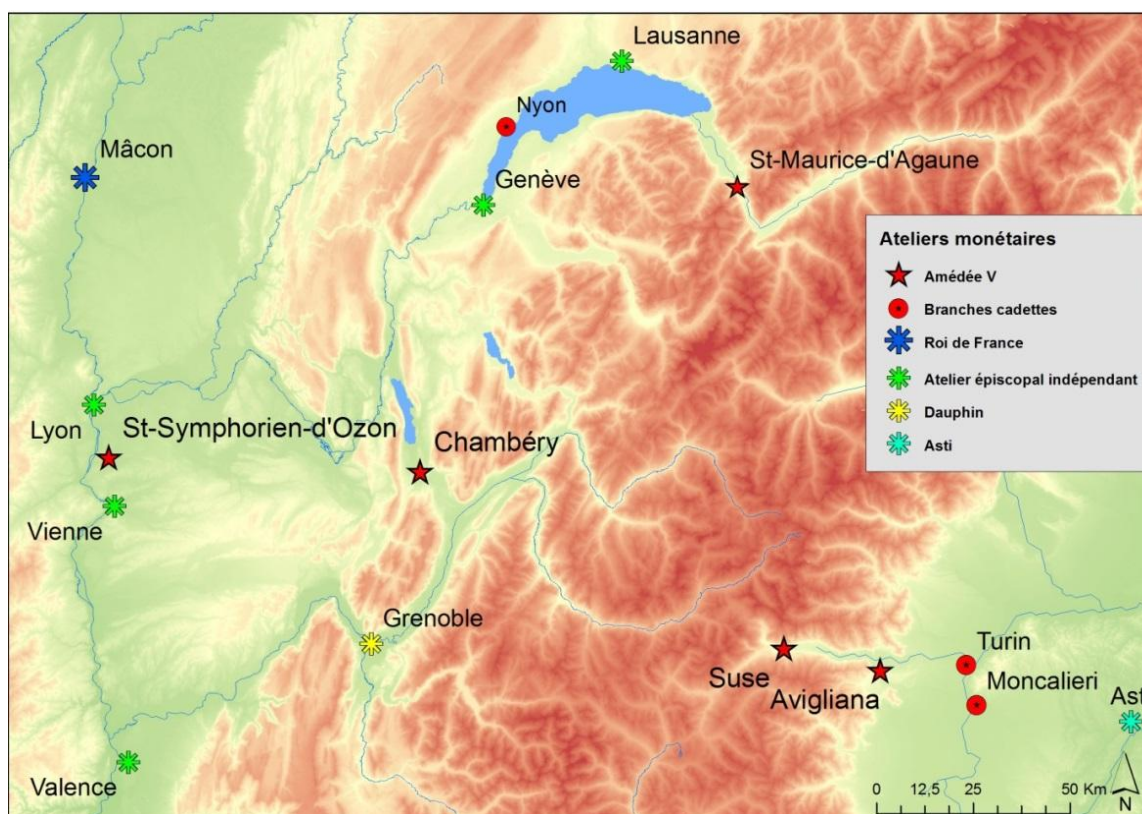 Lausanne
Nyon
Mâcon
St-Maurice-d'Agaune
Genève
Ateliers monétaires
Amédée V
Branches cadettes
Roi de France
Atelier épiscopal indépendant
Dauphin
Asti
Lyon
St-Symphorien-d'Ozon
Chambéry
Vienne
Grenoble
Turin
Suse
Moncalieri
Avigliana
Ast
Valence
0 12,5 25 50 Km
N